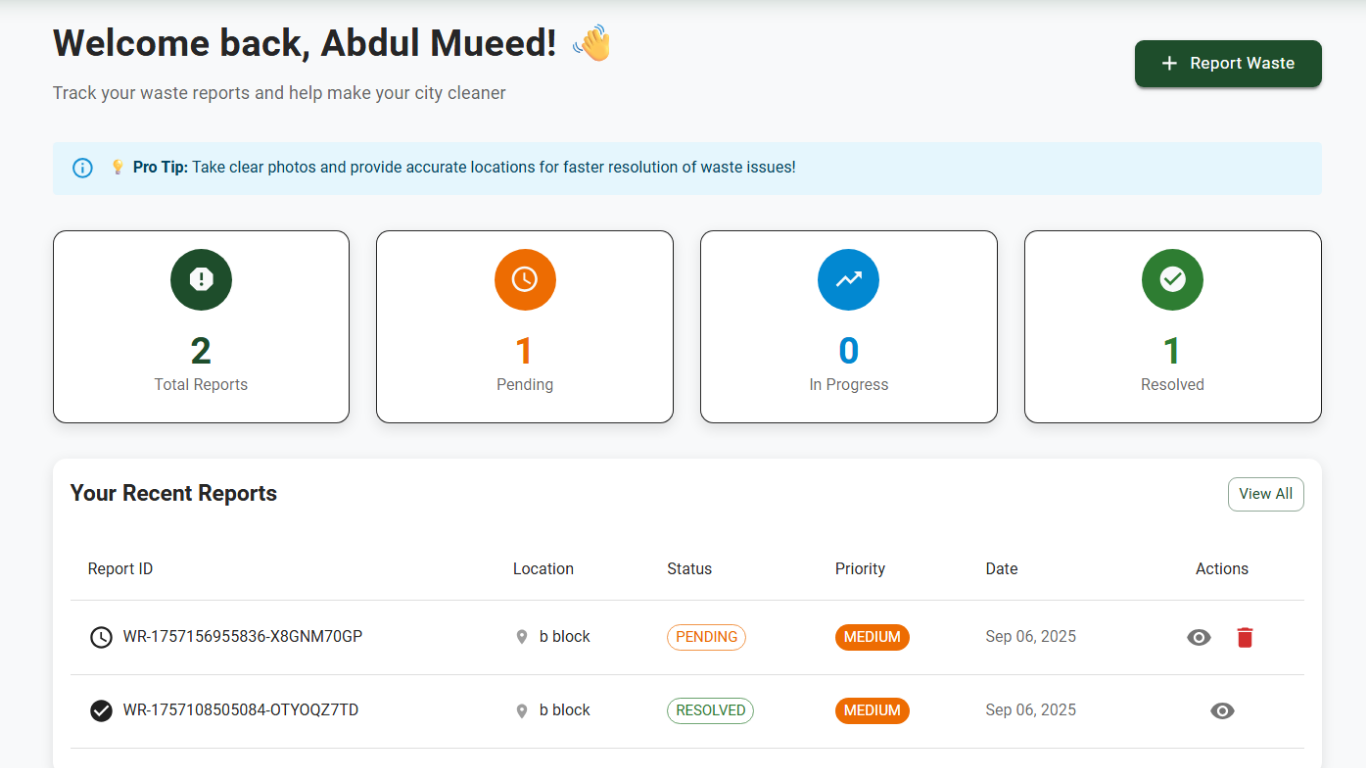 Welcome back, Abdul Mueed! 👋
Track your waste reports and help make your city cleaner
+ Report Waste
💡 Pro Tip: Take clear photos and provide accurate locations for faster resolution of waste issues!
2
Total Reports
1
Pending
0
In Progress
1
Resolved
Your Recent Reports
View All
Report ID Location Status Priority Date Actions
WR-1757156955836-X8GNM70GP b block PENDING MEDIUM Sep 06, 2025
WR-1757108505084-OTYOQZ7TD b block RESOLVED MEDIUM Sep 06, 2025